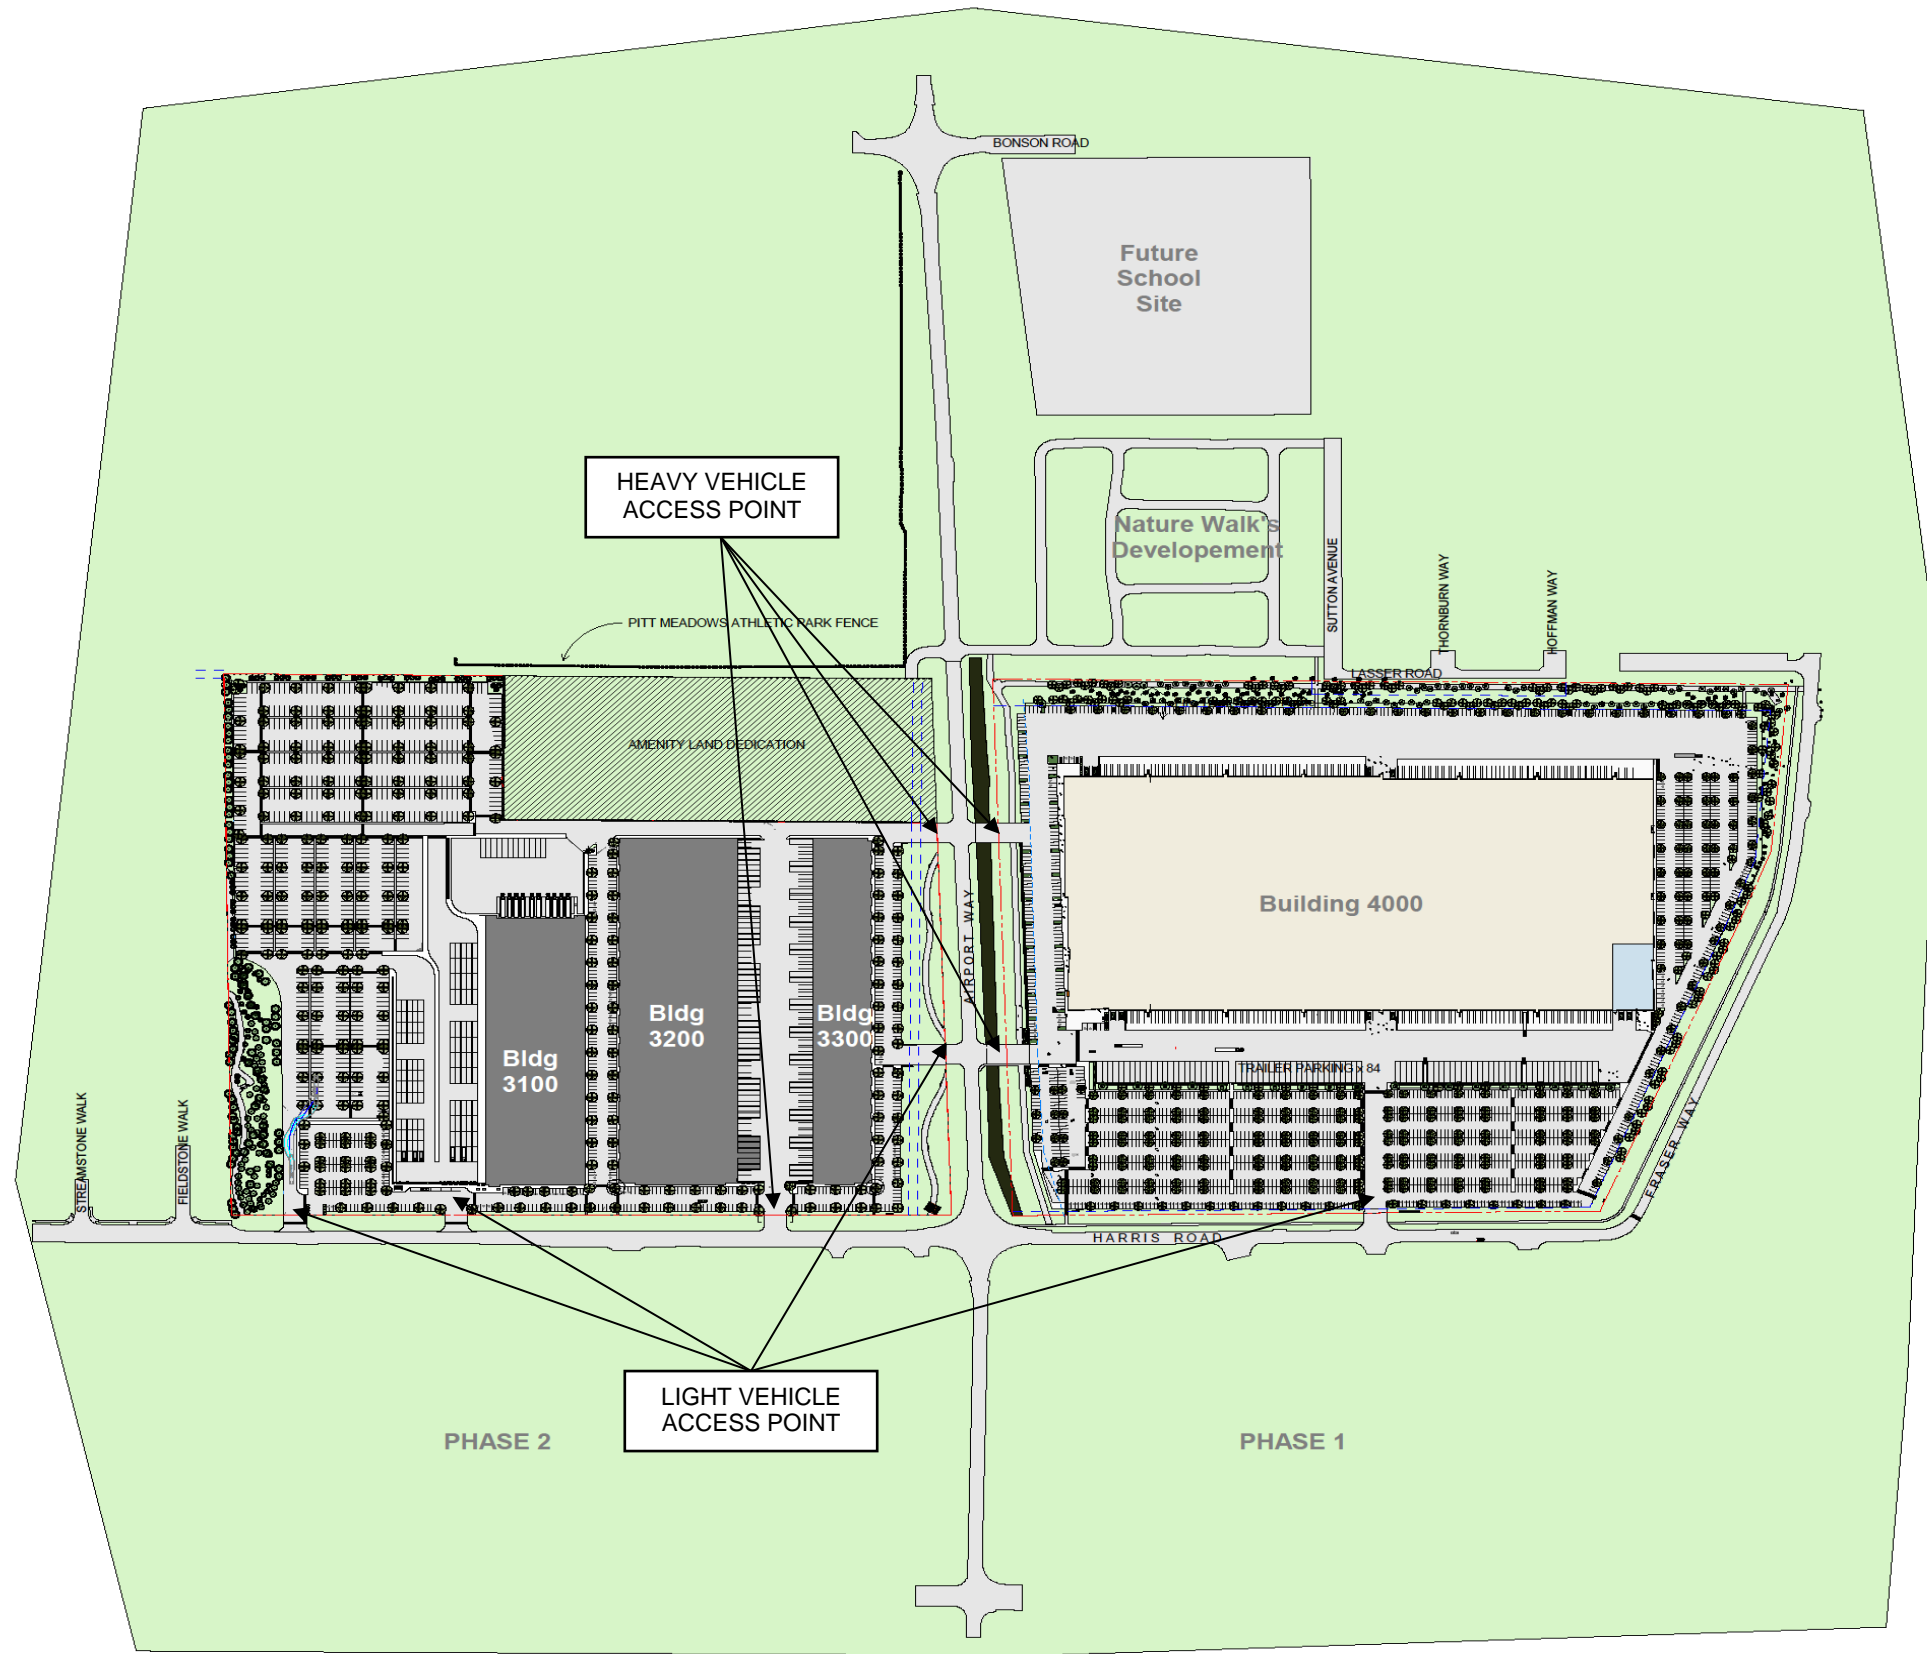 BONSON ROAD
Future
School
Site
HEAVY VEHICLE
ACCESS POINT
Nature Walk's
Developement
SUTTON AVENUE
THORNBURN WAY
HOFFMAN WAY
PITT MEADOWS ATHLETIC PARK FENCE
LASSER ROAD
AMENITY LAND DEDICATION
AIRPORT WAY
Building 4000
Bldg
3200
Bldg
3300
Bldg
3100
TRAILER PARKING x 84
STREAMSTONE WALK
FIELDSTONE WALK
FRASER WAY
HARRIS ROAD
LIGHT VEHICLE
ACCESS POINT
PHASE 2
PHASE 1